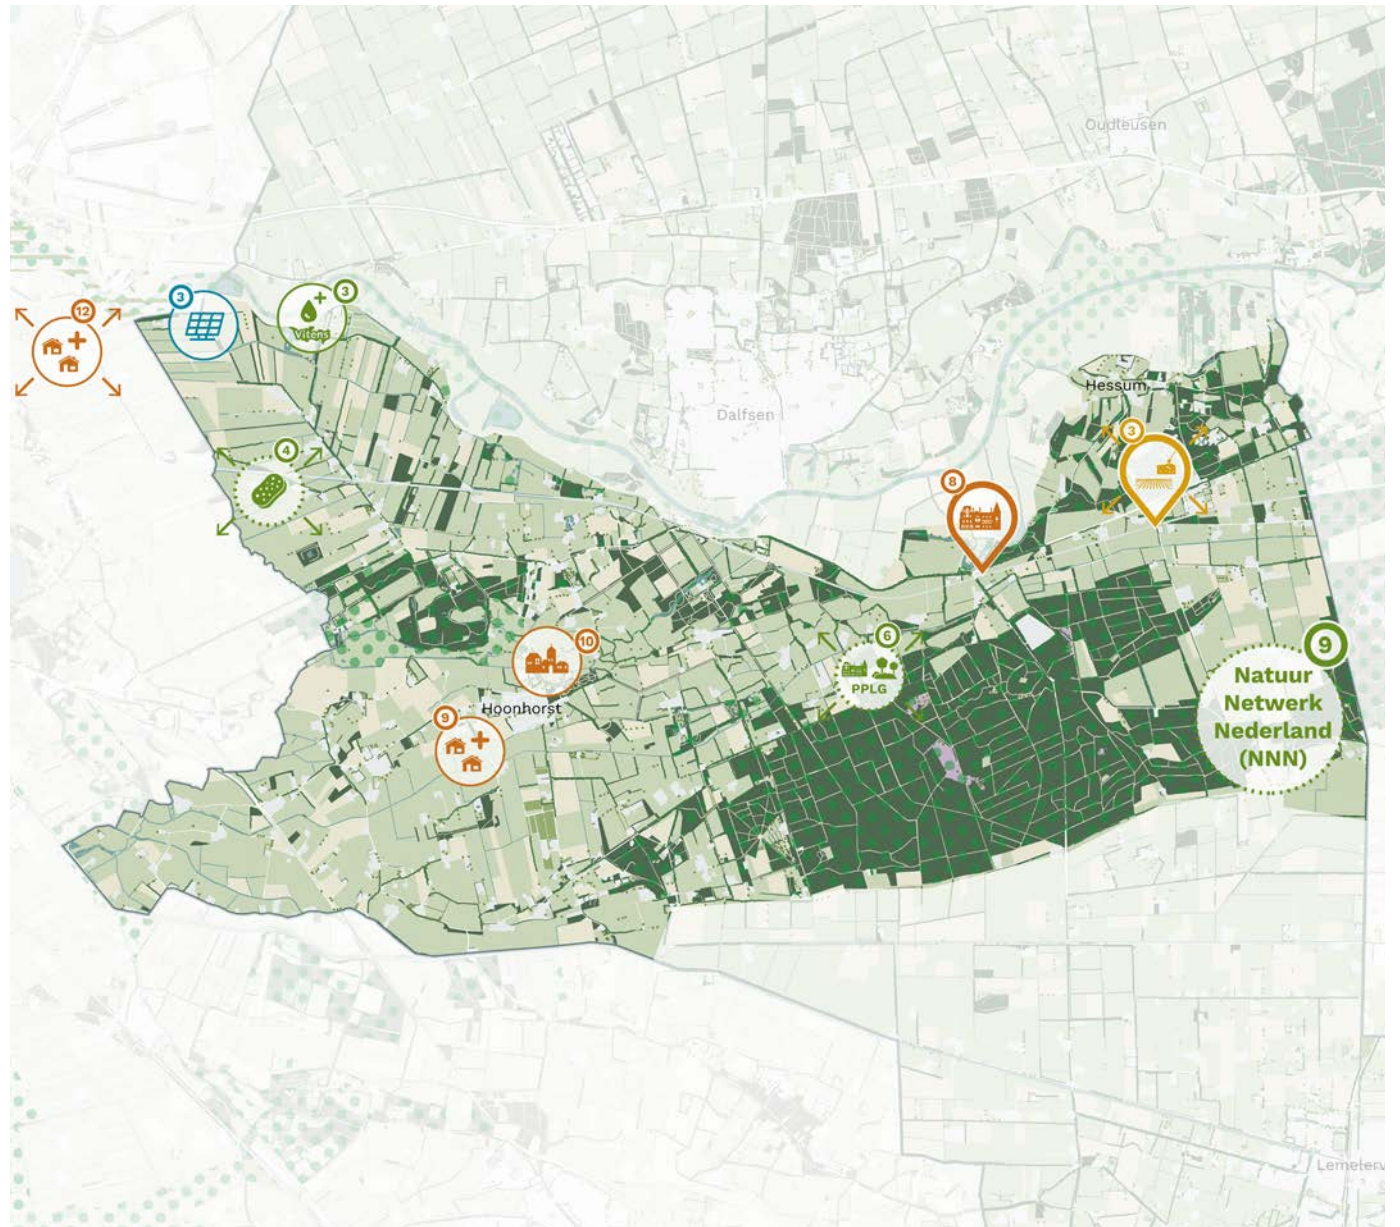 Oudleusen
3
3
12
Vitens
Hessum
Dalfsen
3
4
8
6
9
10
PPLG
Natuur
Netwerk
Nederland
(NNN)
Hoonhorst
9
Lemelerv